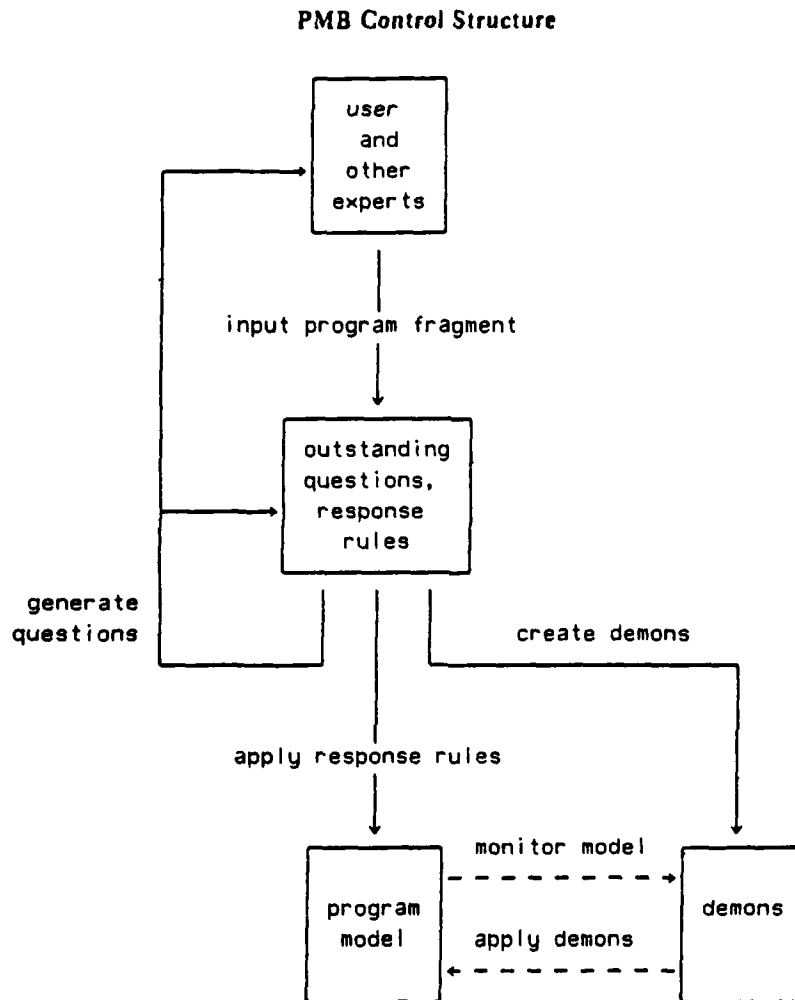 PMB Control Structure
user
and
other
experts
input program fragment
outstanding
questions,
response
rules
generate
questions
create demons
apply response rules
monitor model
program
model
demons
apply demons